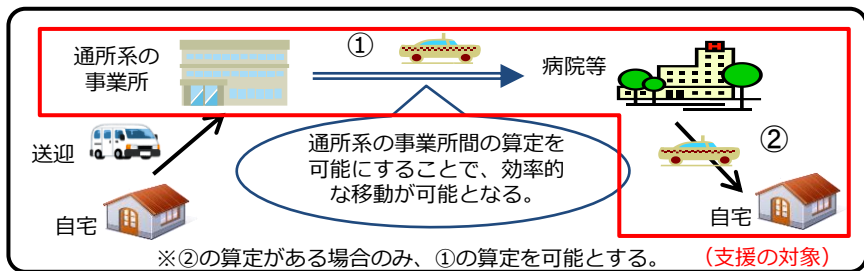 通所系の
事業所
①
病院等
送迎
通所系の事業所間の算定を
可能にすることで、効率的
な移動が可能となる。
②
自宅
自宅
※②の算定がある場合のみ、①の算定を可能とする。
(支援の対象)